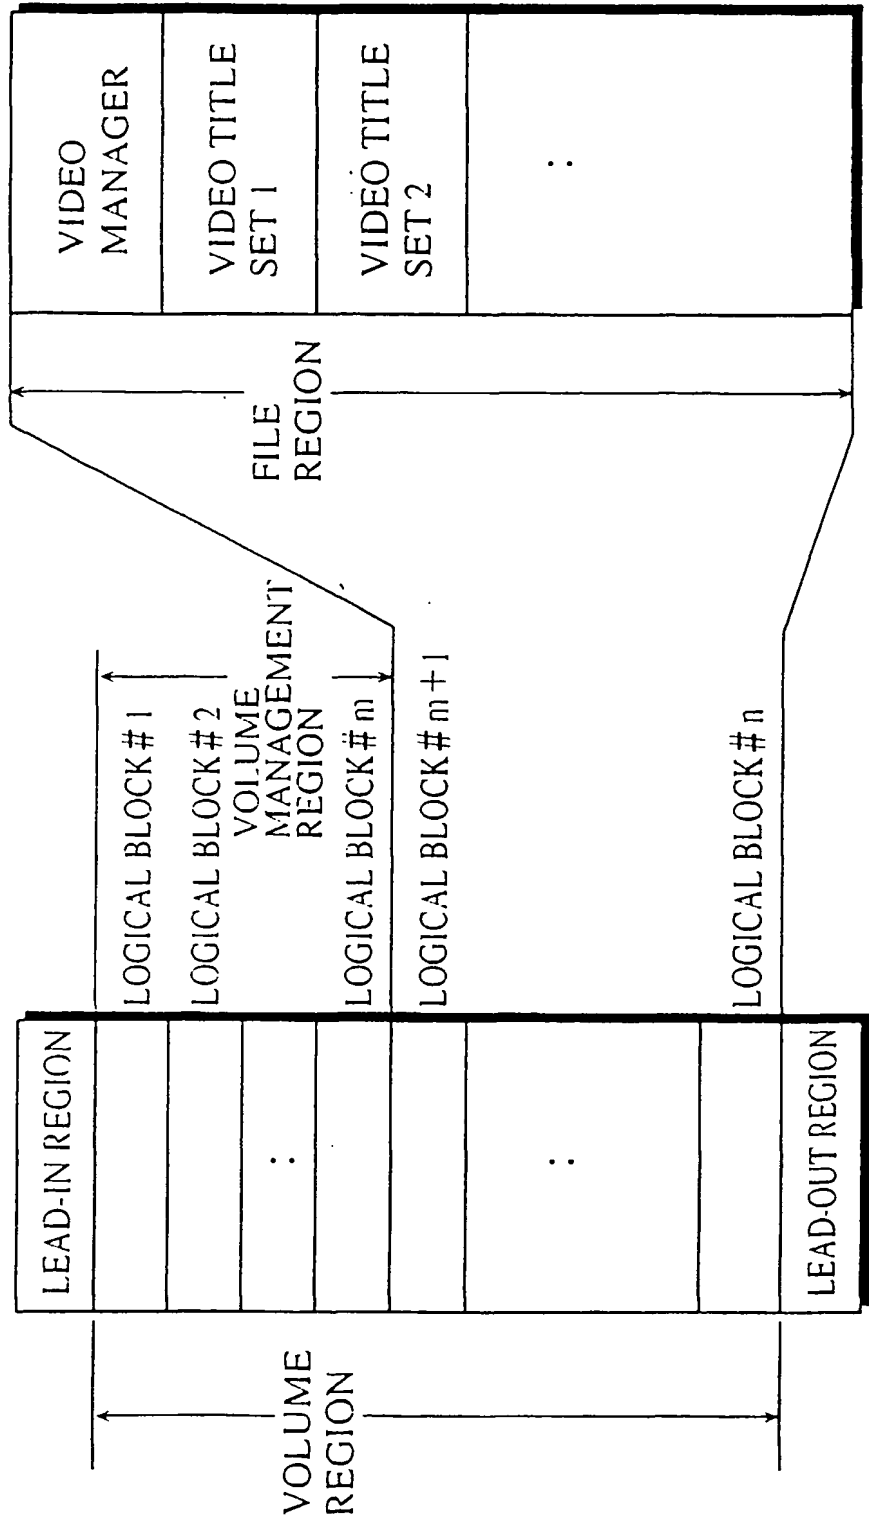 VOLUME
REGION
LEAD-IN REGION
:
:
LEAD-OUT REGION
LOGICAL BLOCK#1
LOGICAL BLOCK#2
VOLUME
MANAGEMENT
REGION
LOGICAL BLOCK#m
LOGICAL BLOCK#m+1
LOGICAL BLOCK#n
FILE
REGION
VIDEO
MANAGER
VIDEO TITLE
SET 1
VIDEO TITLE
SET 2
: